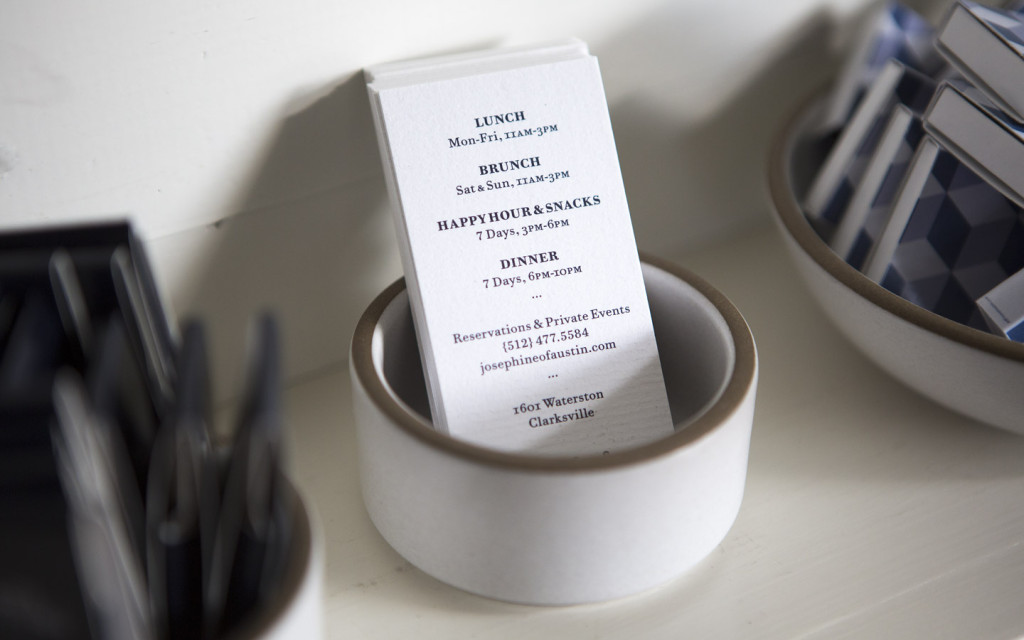 LUNCH
Mon-Fri, 11AM-3PM
BRUNCH
Sat & Sun, 11AM-3PM
HAPPY HOUR & SNACKS
7 Days, 3PM-6PM
DINNER
7 Days, 6PM-10PM
...
Reservations & Private Events
{512} 477.5584
josephineofaustin.com
...
1601 Waterston
Clarksville